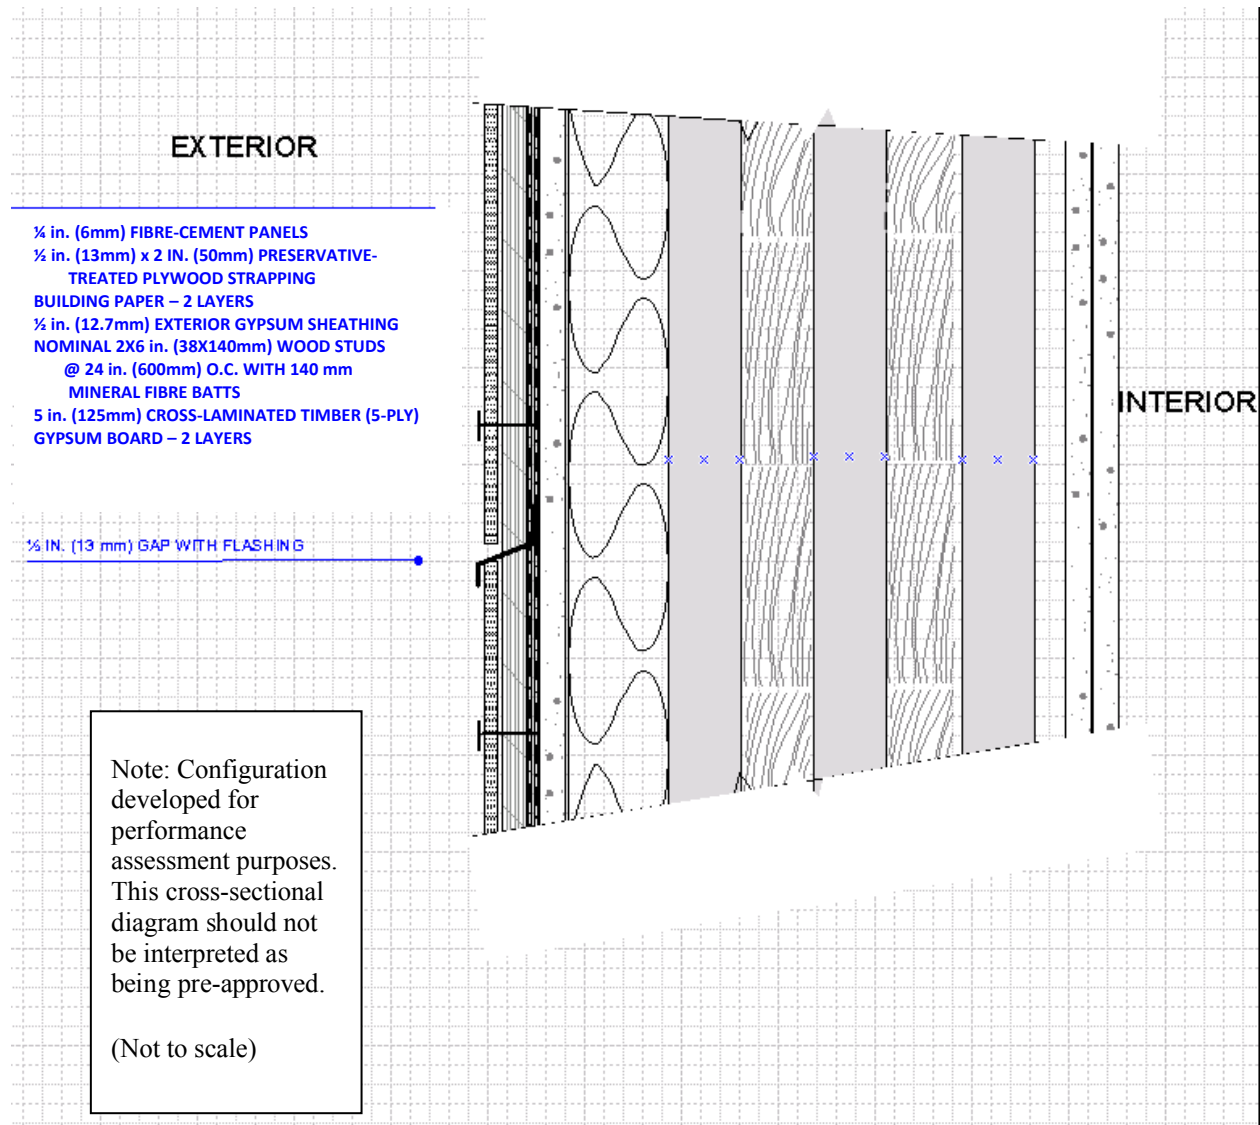 EXTERIOR
¼ in. (6mm) FIBRE-CEMENT PANELS
½ in. (13mm) x 2 IN. (50mm) PRESERVATIVE-
TREATED PLYWOOD STRAPPING
BUILDING PAPER – 2 LAYERS
½ in. (12.7mm) EXTERIOR GYPSUM SHEATHING
NOMINAL 2X6 in. (38X140mm) WOOD STUDS
@ 24 in. (600mm) O.C. WITH 140 mm
MINERAL FIBRE BATTS
5 in. (125mm) CROSS-LAMINATED TIMBER (5-PLY)
GYPSUM BOARD – 2 LAYERS
INTERIOR
½ IN. (13 mm) GAP WITH FLASHING
Note: Configuration
developed for
performance
assessment purposes.
This cross-sectional
diagram should not
be interpreted as
being pre-approved.
(Not to scale)